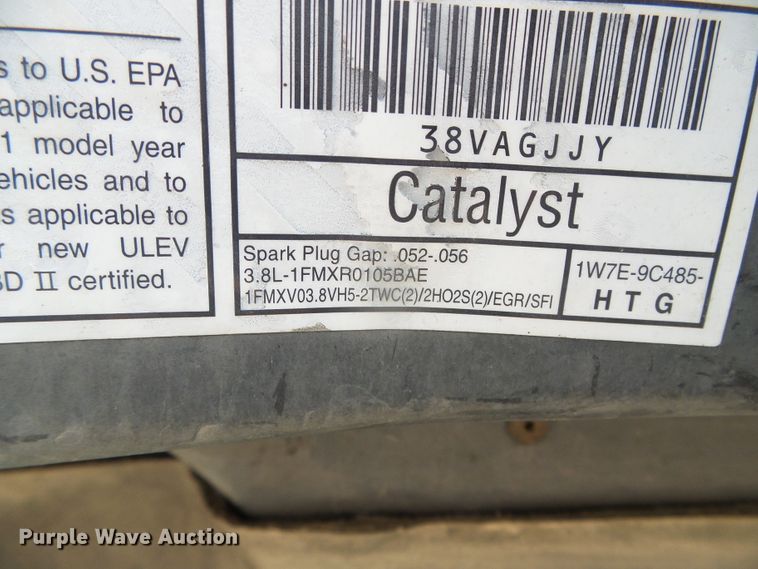 s to U.S. EPA
applicable to
1 model year
ehicles and to
s applicable to
r new ULEV
BD II certified.
38VAGJJY
Catalyst
Spark Plug Gap: .052-.056
3.8L-1FMXR0105BAE
1FMXV03.8VH5-2TWC(2)/2HO2S(2)/EGR/SFI
1W7E-9C485-
HTG
Purple Wave Auction